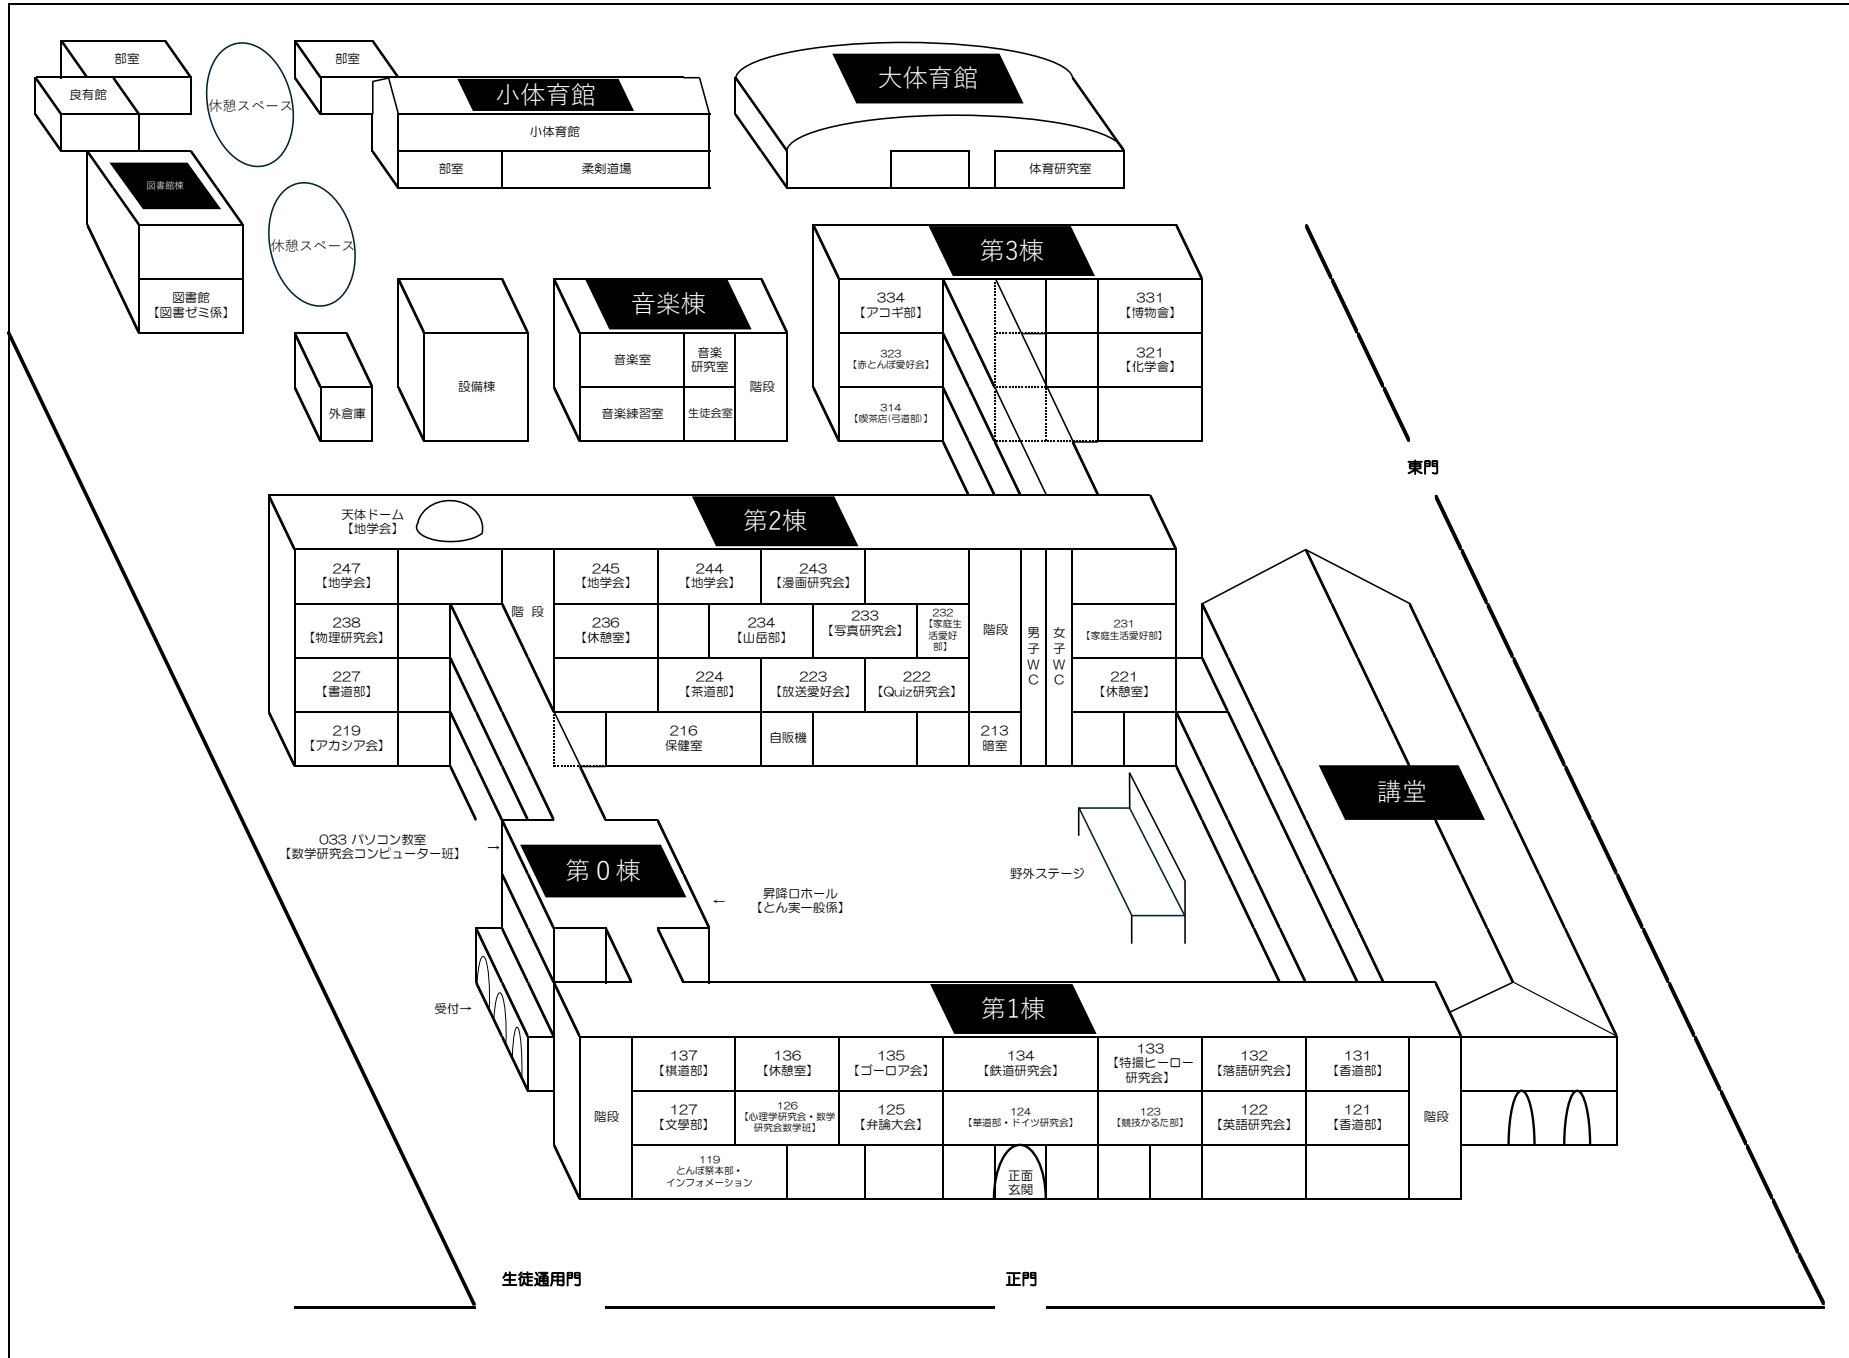 部室
部室
良有館
休憩スペース
小体育館
大体育館
小体育館
部室
柔剣道場
体育研究室
図書館棟
休憩スペース
図書館
【図書ゼミ係】
外倉庫
設備棟
音楽棟
音楽室
音楽
研究室
階段
音楽練習室
生徒会室
第3棟
334
【アコギ部】
331
【博物會】
323
【赤とんぼ愛好会】
321
【化学會】
314
【喫茶店(弓道部)】
東門
天体ドーム
【地学会】
第2棟
247
【地学会】
階 段
245
【地学会】
244
【地学会】
243
【漫画研究会】
238
【物理研究会】
236
【休憩室】
234
【山岳部】
233
【写真研究会】
232
【家庭生
活愛好
部】
階段
男子WC
女子WC
231
【家庭生活愛好部】
227
【書道部】
224
【茶道部】
223
【放送愛好会】
222
【Quiz研究会】
221
【休憩室】
219
【アカシア会】
216
保健室
自販機
213
暗室
講堂
033 パソコン教室
【数学研究会コンピューター班】
→
第０棟
←
昇降口ホール
【とん実一般係】
野外ステージ
受付→
第1棟
階段
137
【棋道部】
136
【休憩室】
135
【ゴーロア会】
134
【鉄道研究会】
133
【特撮ヒーロー
研究会】
132
【落語研究会】
131
【香道部】
階段
127
【文學部】
126
【心理学研究会・数学
研究会数学班】
125
【弁論大会】
124
【華道部・ドイツ研究会】
123
【競技かるた部】
122
【英語研究会】
121
【香道部】
119
とんぼ祭本部・
インフォメーション
正面
玄関
生徒通用門
正門